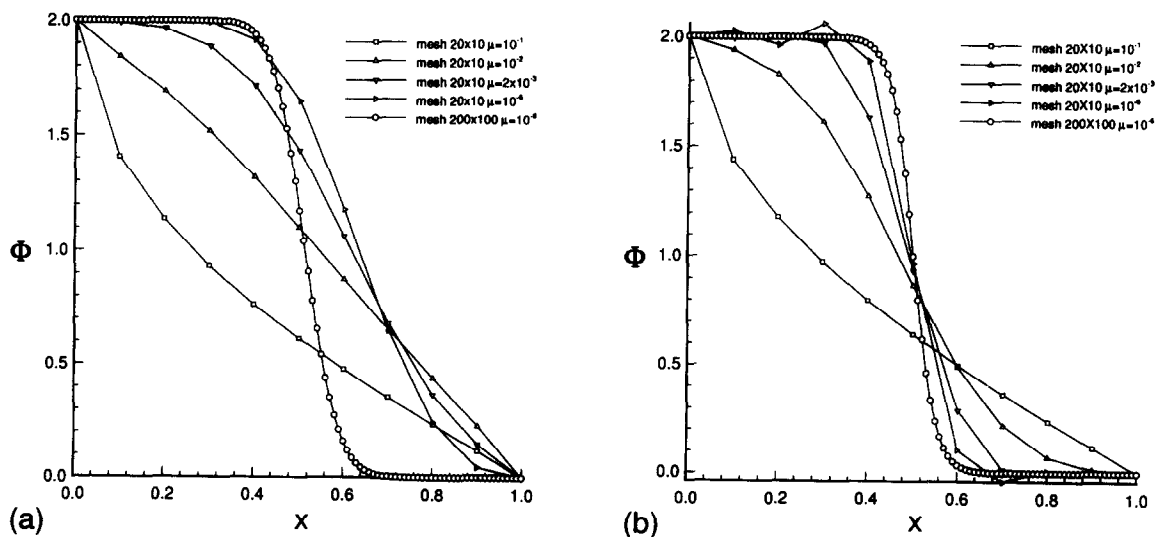 2.0
1.5
1.0
0.5
0.0
Φ
mesh 20x10 μ=10⁻¹
mesh 20x10 μ=10⁻²
mesh 20x10 μ=2x10⁻³
mesh 20x10 μ=10⁻⁶
mesh 200x100 μ=10⁻⁶
0.0 0.2 0.4 0.6 0.8 1.0
(a) x
2.0
1.5
1.0
0.5
0.0
Φ
mesh 20X10 μ=10⁻¹
mesh 20X10 μ=10⁻²
mesh 20X10 μ=2x10⁻³
mesh 20X10 μ=10⁻⁶
mesh 200X100 μ=10⁻⁶
0.0 0.2 0.4 0.6 0.8 1.0
(b) x